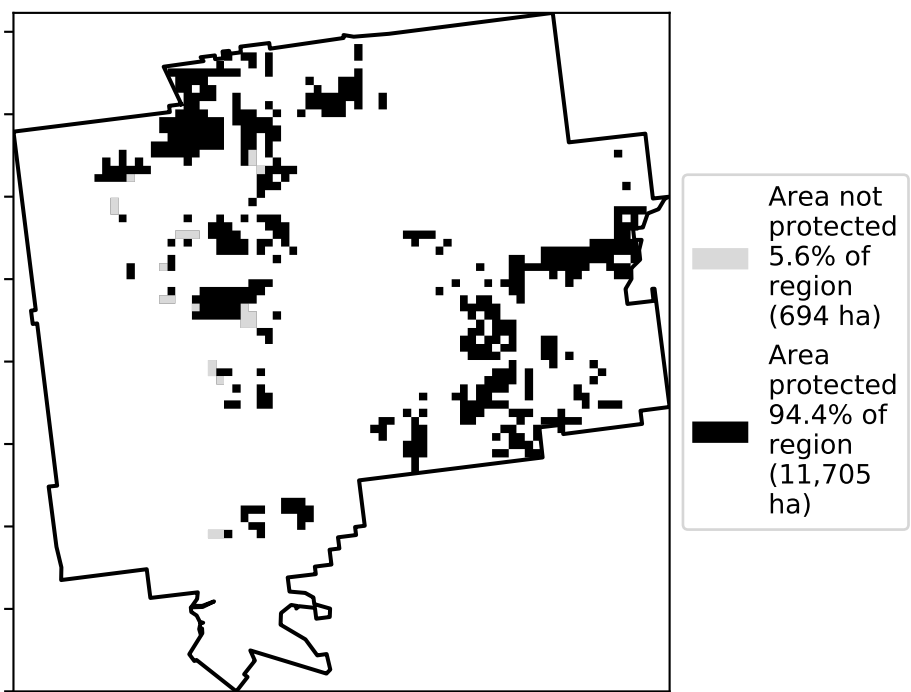 Area not
protected
5.6% of
region
(694 ha)
Area
protected
94.4% of
region
(11,705
ha)